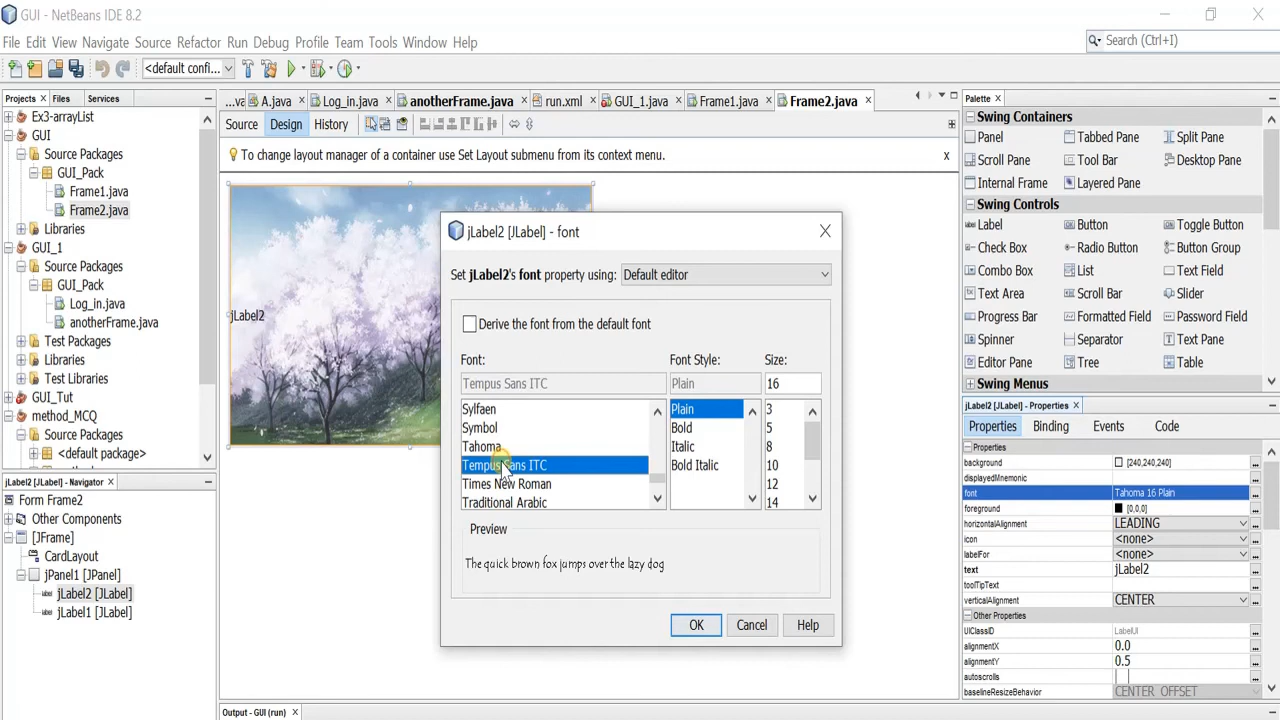 GUI - NetBeans IDE 8.2
File Edit View Navigate Source Refactor Run Debug Profile Team Tools Window Help
Search (Ctrl+I)
<default confi...
Projects Files Services
...va A.java Log_in.java anotherFrame.java run.xml GUI_1.java Frame1.java Frame2.java
Palette
Source Design History
To change layout manager of a container use Set Layout submenu from its context menu.
x
Ex3-arrayList
GUI
Source Packages
GUI_Pack
Frame1.java
Frame2.java
Libraries
GUI_1
Source Packages
GUI_Pack
Log_in.java
anotherFrame.java
Test Packages
Libraries
Test Libraries
GUI_Tut
method_MCQ
Source Packages
<default package>
jLabel2 [JLabel] - Navigator
Form Frame2
Other Components
[JFrame]
CardLayout
jPanel1 [JPanel]
jLabel2 [JLabel]
jLabel1 [JLabel]
jLabel2
jLabel2 [JLabel] - font
Set jLabel2's font property using: Default editor
Derive the font from the default font
Font: Font Style: Size:
Tempus Sans ITC Plain 16
Sylfaen Plain 3
Symbol Bold 5
Tahoma Italic 8
Tempus Sans ITC Bold Italic 10
Times New Roman 12
Traditional Arabic 14
Preview
The quick brown fox jumps over the lazy dog
OK Cancel Help
Output - GUI (run)
Swing Containers
Panel Tabbed Pane Split Pane
Scroll Pane Tool Bar Desktop Pane
Internal Frame Layered Pane
Swing Controls
Label Button Toggle Button
Check Box Radio Button Button Group
Combo Box List Text Field
Text Area Scroll Bar Slider
Progress Bar Formatted Field Password Field
Spinner Separator Text Pane
Editor Pane Tree Table
Swing Menus
jLabel2 [JLabel] - Properties
Properties Binding Events Code
Properties
background [240,240,240] ...
displayedMnemonic ...
font Tahoma 16 Plain ...
foreground [0,0,0] ...
horizontalAlignment LEADING ...
icon <none> ...
labelFor <none> ...
text jLabel2 ...
toolTipText ...
verticalAlignment CENTER ...
Other Properties
UIClassID LabelUI ...
alignmentX 0.0 ...
alignmentY 0.5 ...
autoscrolls ...
baselineResizeBehavior CENTER_OFFSET ...